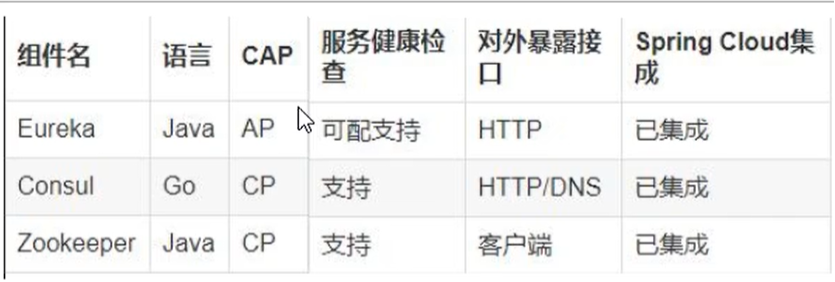 组件名 语言 CAP 服务健康检查 对外暴露接口 Spring Cloud集成
Eureka Java AP 可配支持 HTTP 已集成
Consul Go CP 支持 HTTP/DNS 已集成
Zookeeper Java CP 支持 客户端 已集成